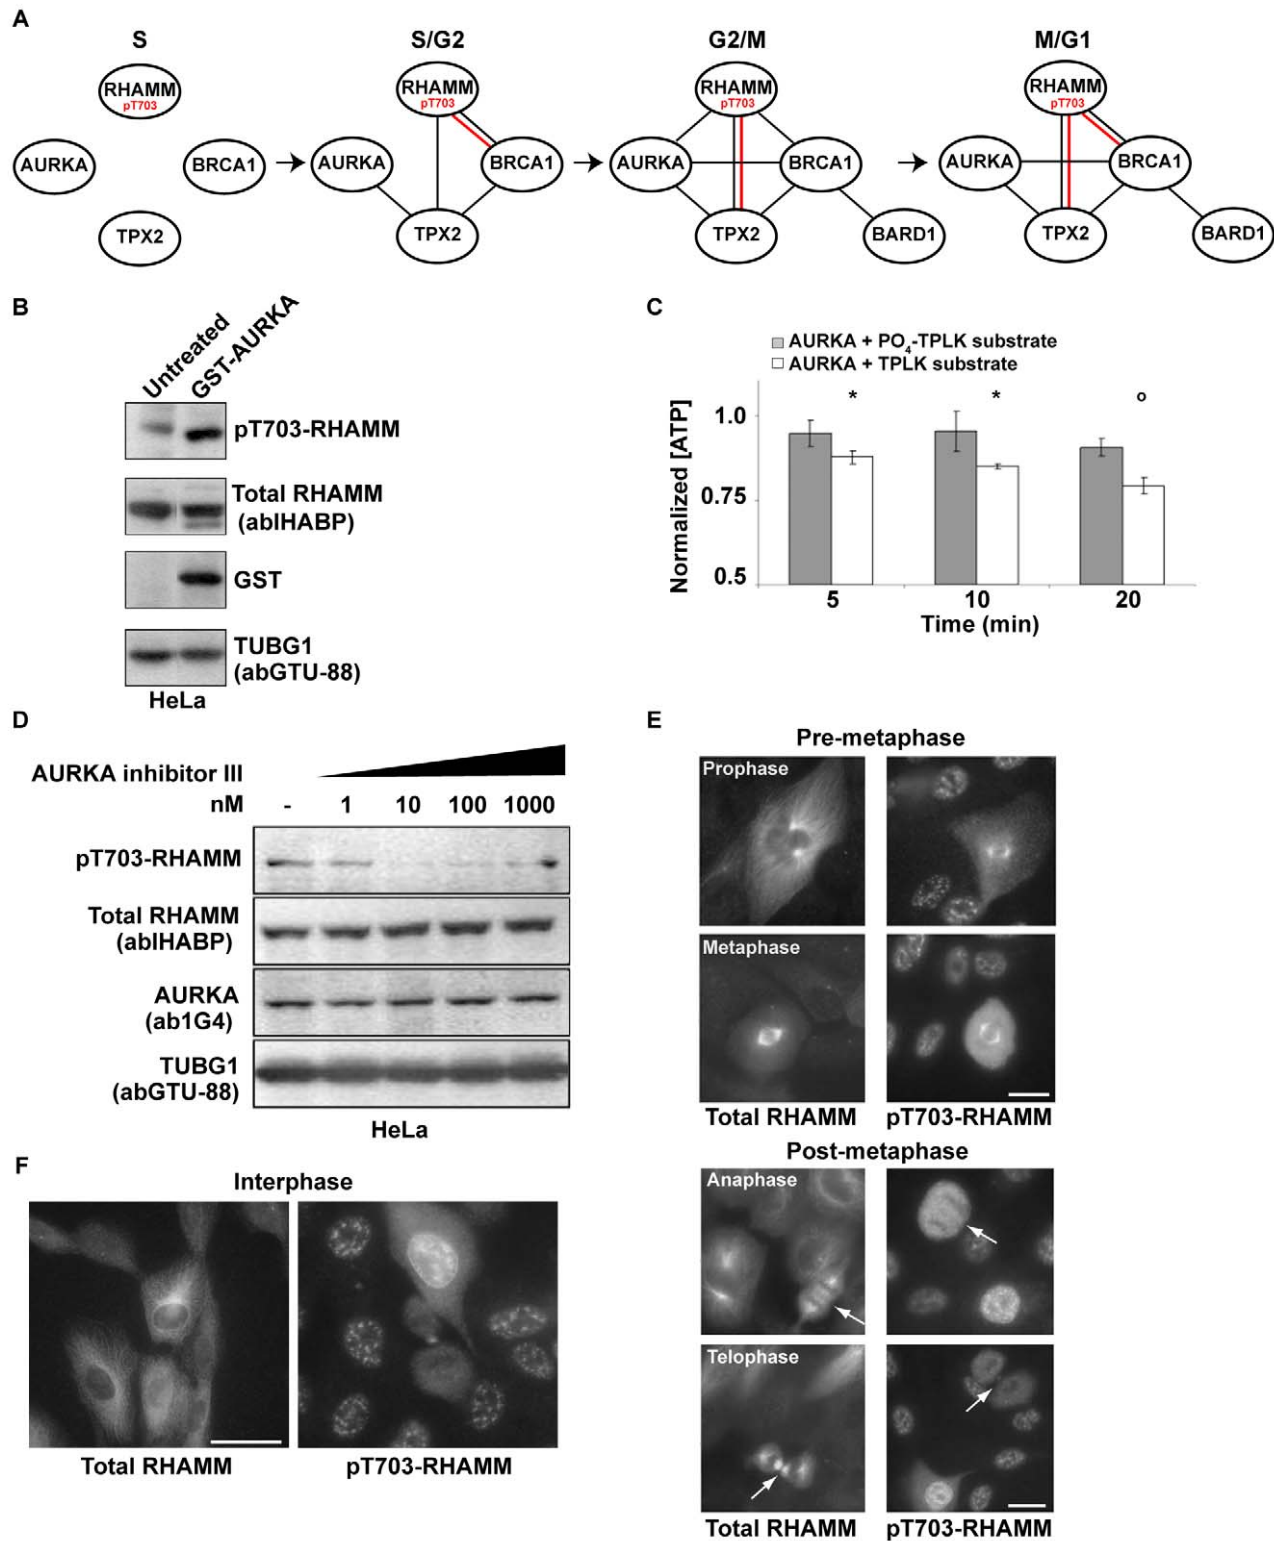 A
S
S/G2
G2/M
M/G1
RHAMM
pT703
AURKA
BRCA1
TPX2
RHAMM
pT703
AURKA
BRCA1
TPX2
RHAMM
pT703
AURKA
BRCA1
TPX2
BARD1
RHAMM
pT703
AURKA
BRCA1
TPX2
BARD1
B
Untreated
GST-AURKA
pT703-RHAMM
Total RHAMM
(abIHABP)
GST
TUBG1
(abGTU-88)
HeLa
C
AURKA + PO4-TPLK substrate
AURKA + TPLK substrate
Normalized [ATP]
1.0
0.75
0.5
* * o
5 10 20
Time (min)
D
AURKA inhibitor III
nM - 1 10 100 1000
pT703-RHAMM
Total RHAMM
(abIHABP)
AURKA
(ab1G4)
TUBG1
(abGTU-88)
HeLa
E
Pre-metaphase
Prophase
Metaphase
Total RHAMM pT703-RHAMM
Post-metaphase
Anaphase
Telophase
Total RHAMM pT703-RHAMM
F
Interphase
Total RHAMM pT703-RHAMM